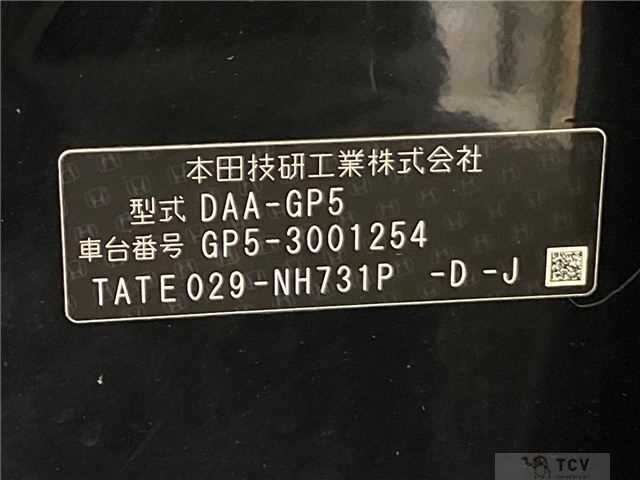 本田技研工業株式会社
型式 DAA-GP5
車台番号 GP5-3001254
TATE029-NH731P -D-J
TCV